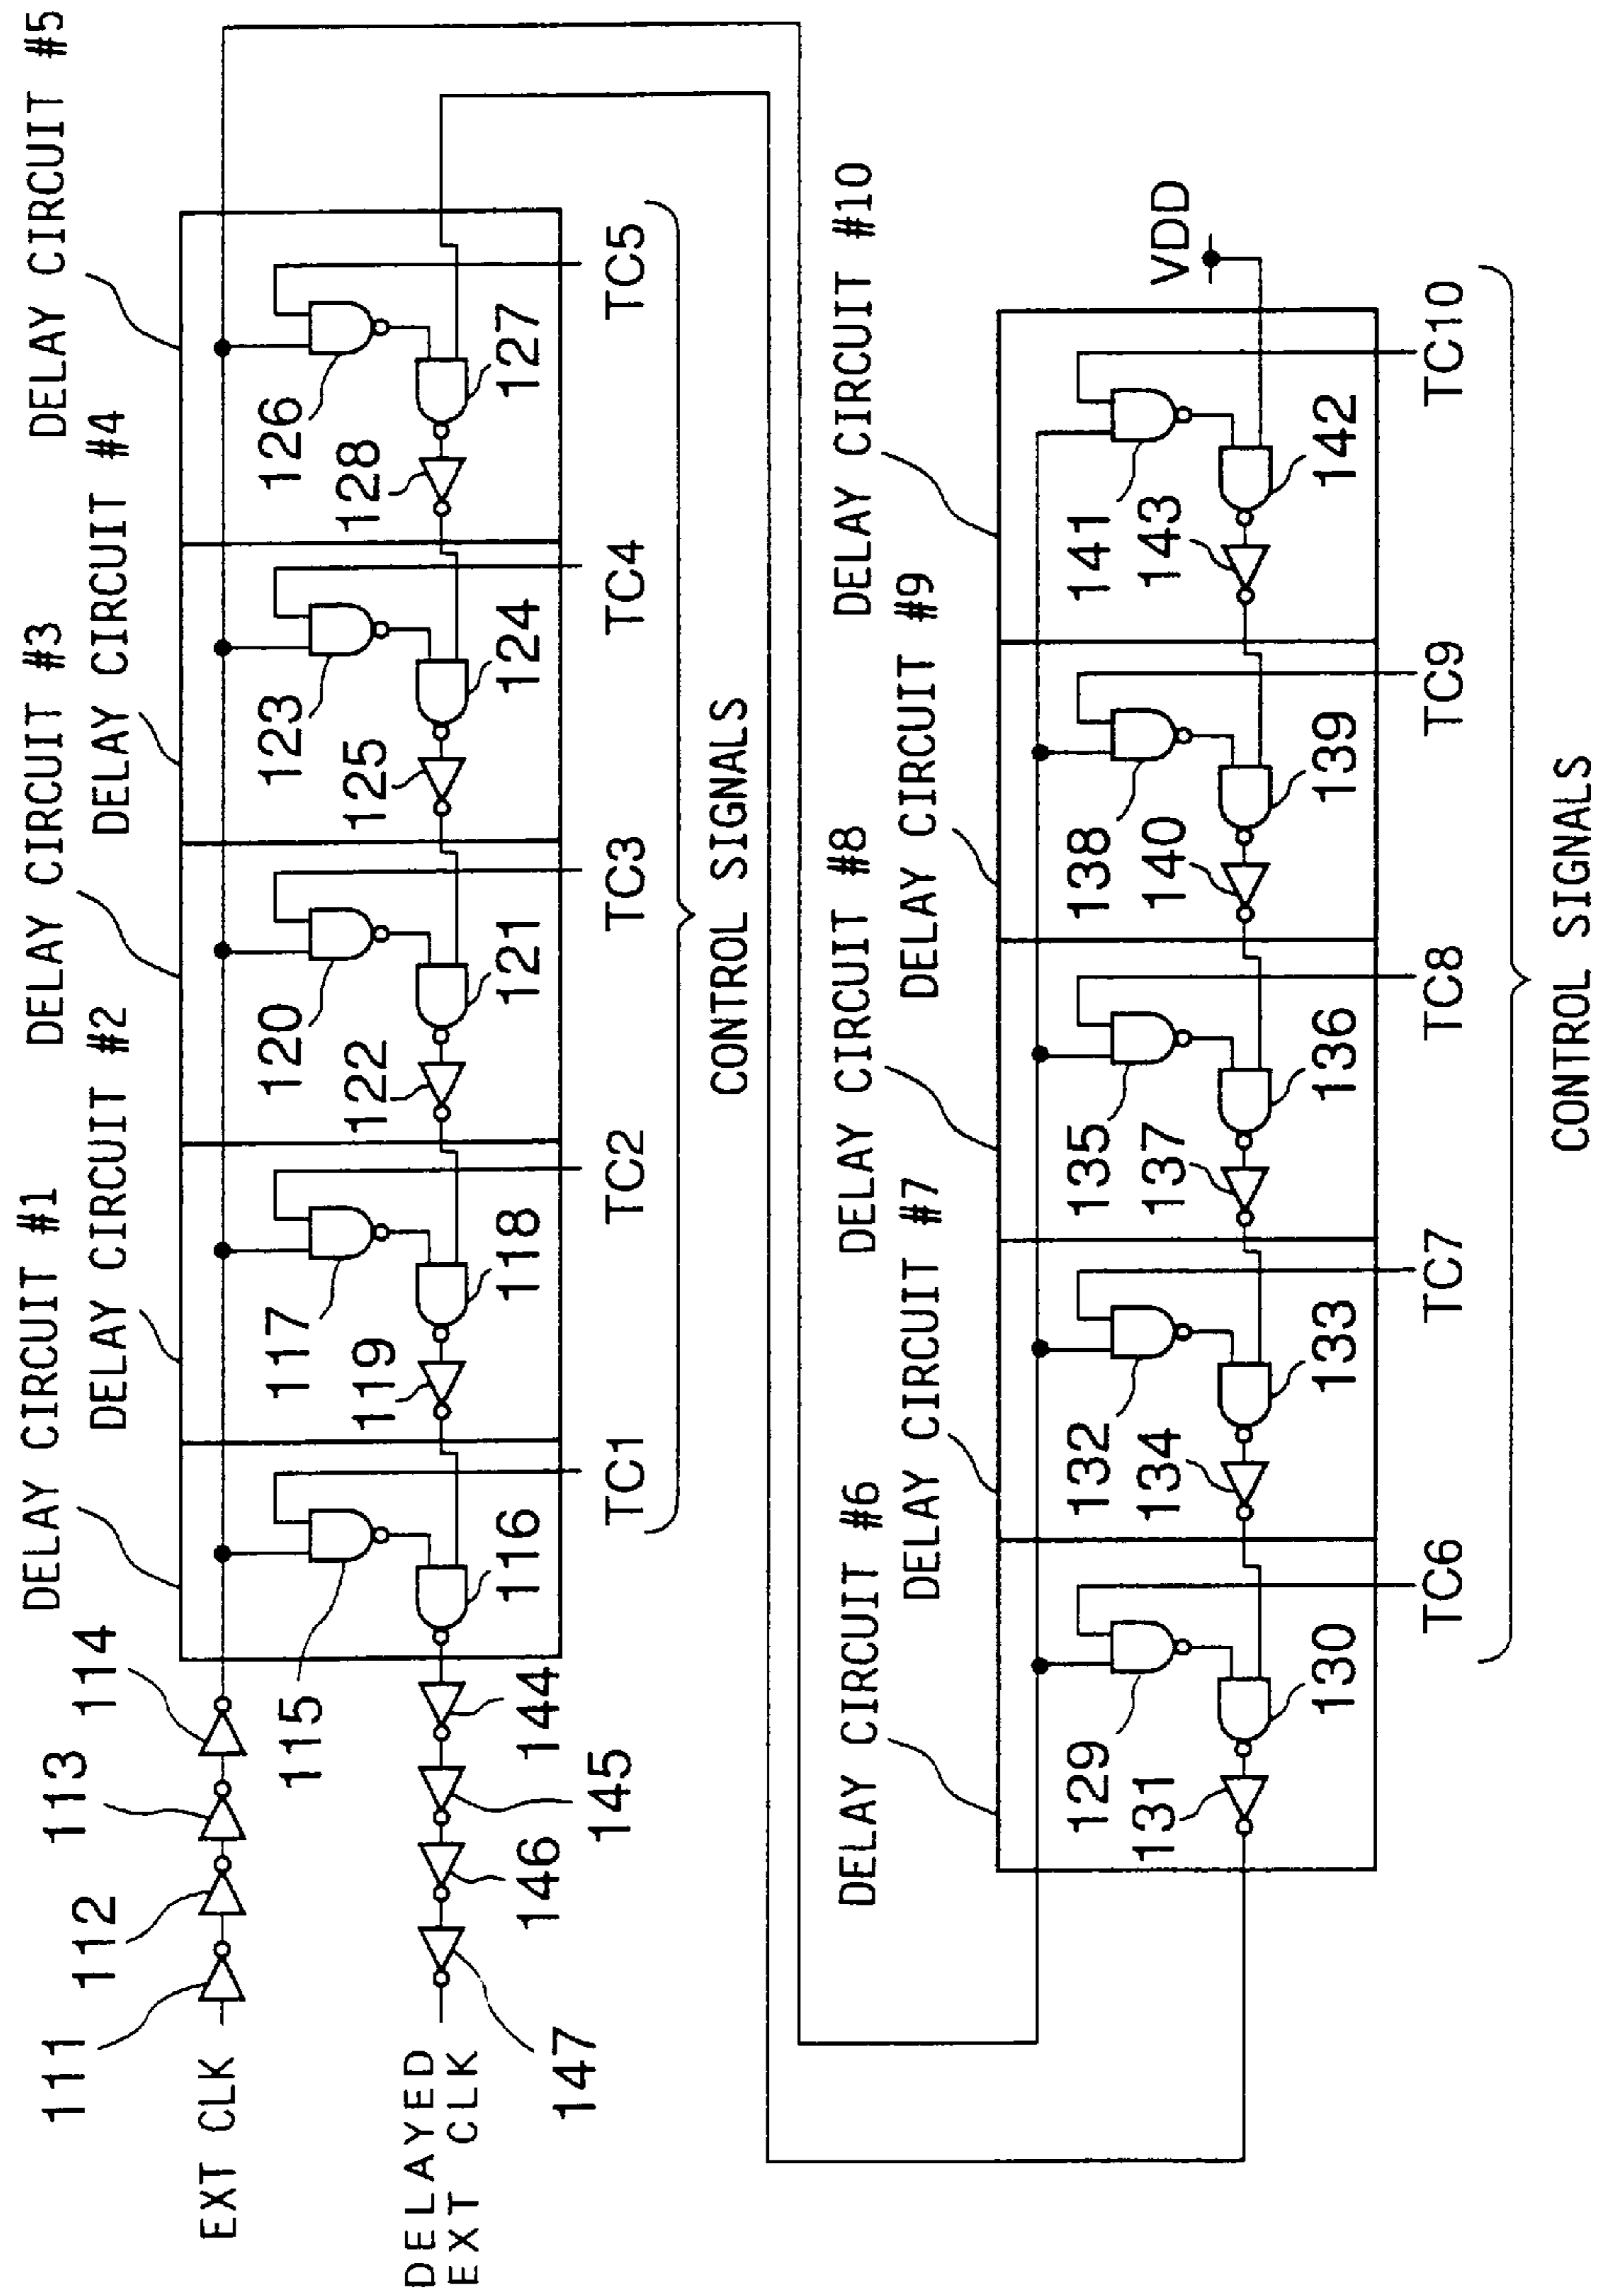 DELAY CIRCUIT #1
DELAY CIRCUIT #2
DELAY CIRCUIT #3
DELAY CIRCUIT #4
DELAY CIRCUIT #5
111
112
113
114
EXT CLK
115
117
120
123
126
119
122
125
128
116
118
121
124
127
144
145
146
147
DELAYED
EXT CLK
TC1
TC2
TC3
TC4
TC5
CONTROL SIGNALS
DELAY CIRCUIT #6
DELAY CIRCUIT #7
DELAY CIRCUIT #8
DELAY CIRCUIT #9
DELAY CIRCUIT #10
VDD
129
132
135
138
141
131
134
137
140
143
130
133
136
139
142
TC6
TC7
TC8
TC9
TC10
CONTROL SIGNALS